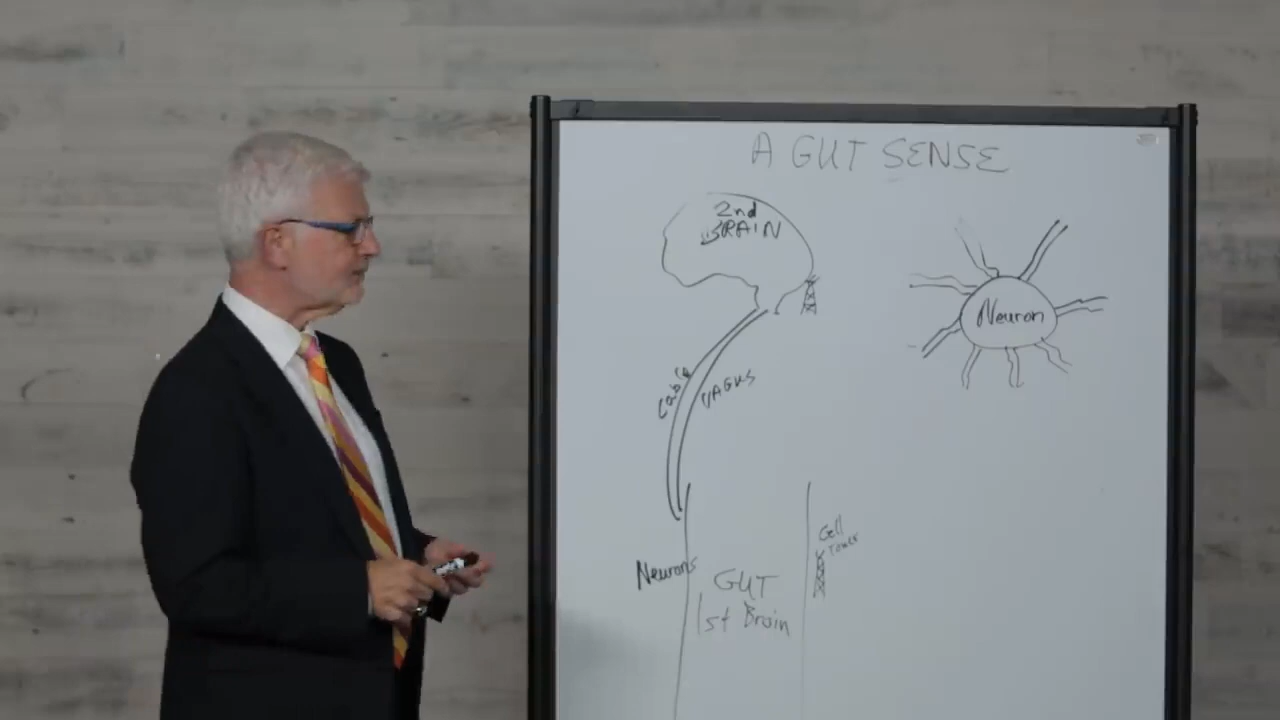 A GUT SENSE
2nd
BRAIN
Neuron
Cable
VAGUS
Cell
Tower
Neurons
GUT
1st Brain